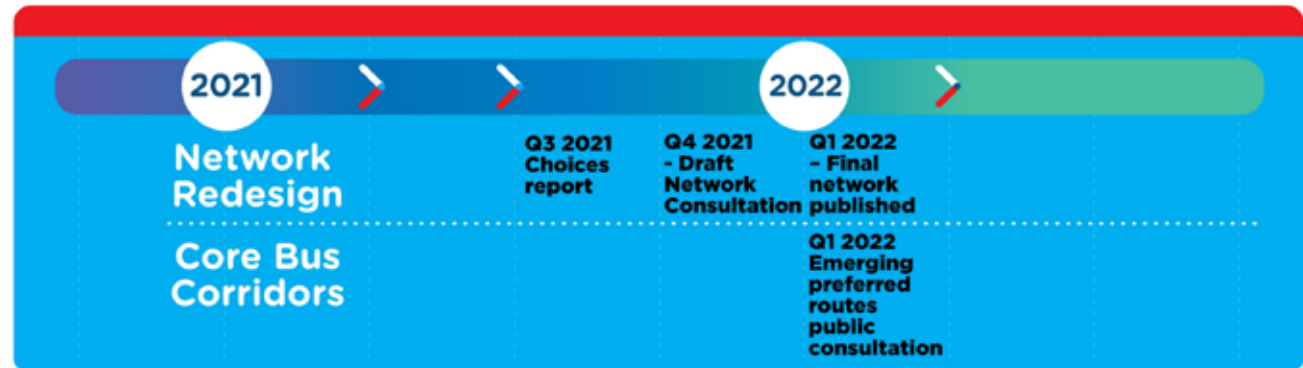 2021
2022
Network
Redesign
Q3 2021
Choices
report
Q4 2021
- Draft
Network
Consultation
Q1 2022
– Final
network
published
Core Bus
Corridors
Q1 2022
Emerging
preferred
routes
public
consultation